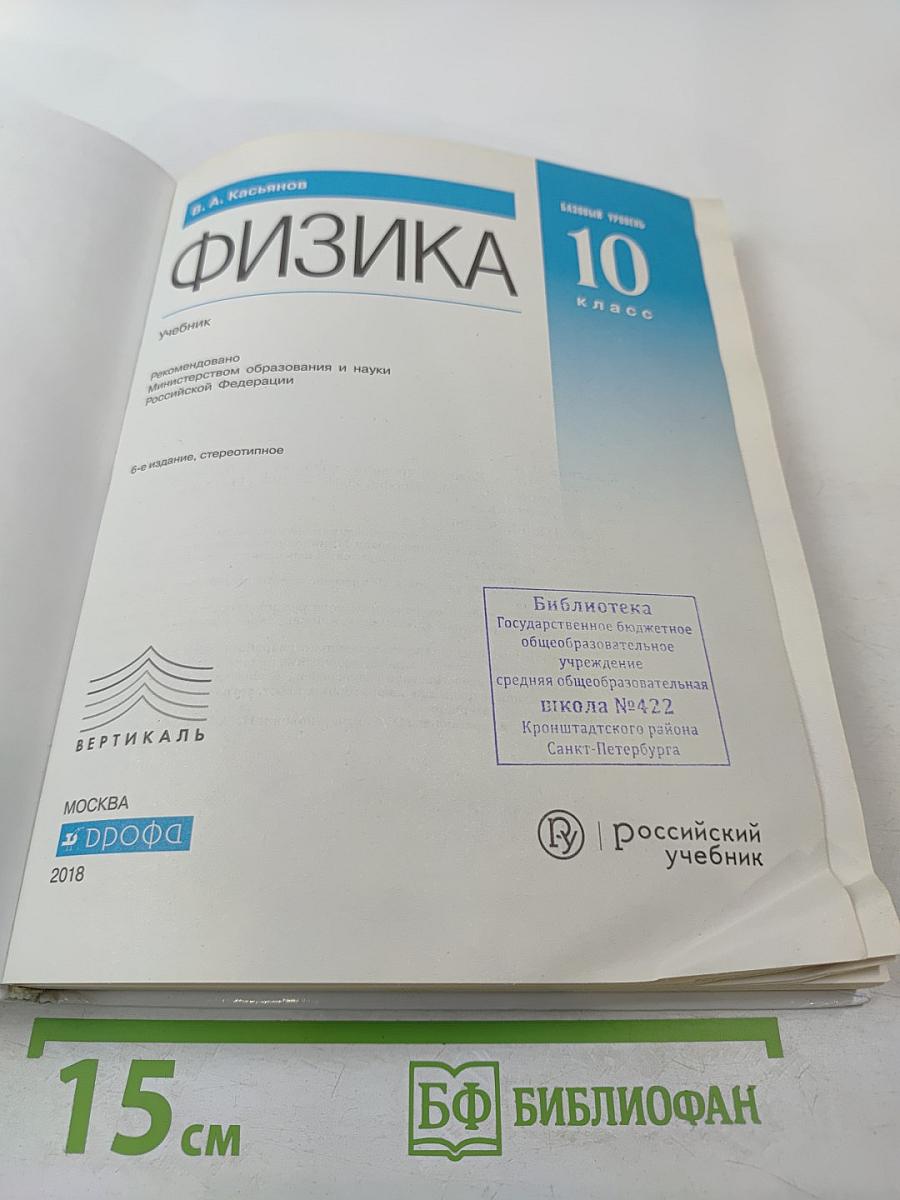 В. А. Касьянов
ФИЗИКА
БАЗОВЫЙ УРОВЕНЬ
10
класс
учебник
Рекомендовано
Министерством образования и науки
Российской Федерации
6-е издание, стереотипное
Библиотека
Государственное бюджетное
общеобразовательное
учреждение
средняя общеобразовательная
школа №422
Кронштадтского района
Санкт-Петербурга
ВЕРТИКАЛЬ
МОСКВА
дрофа
2018
РУ
российский
учебник
15 см
БФ БИБЛИОФАН